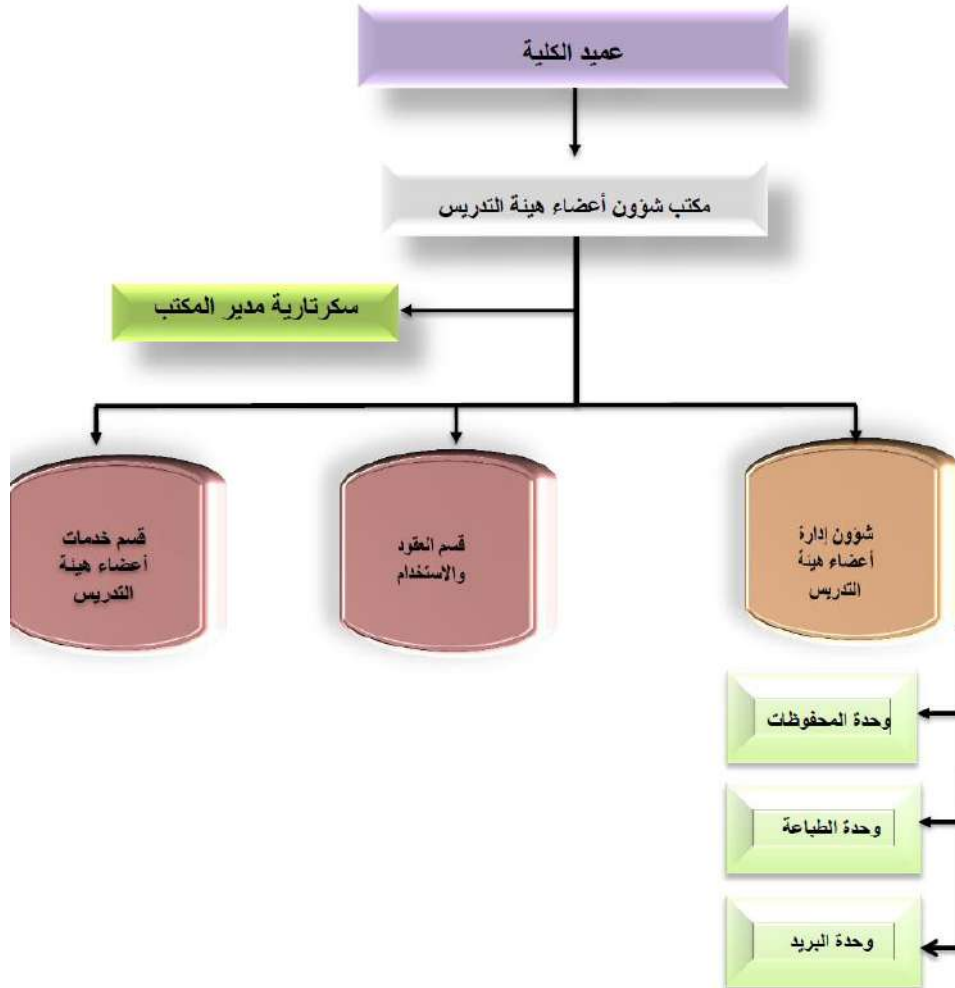 عميد الكلية
مكتب شؤون أعضاء هيئة التدريس
سكرتارية مدير المكتب
شؤون إدارة
أعضاء هيئة
التدريس
قسم العقود
والاستخدام
قسم خدمات
أعضاء هيئة
التدريس
وحدة المحفوظات
وحدة الطباعة
وحدة البريد